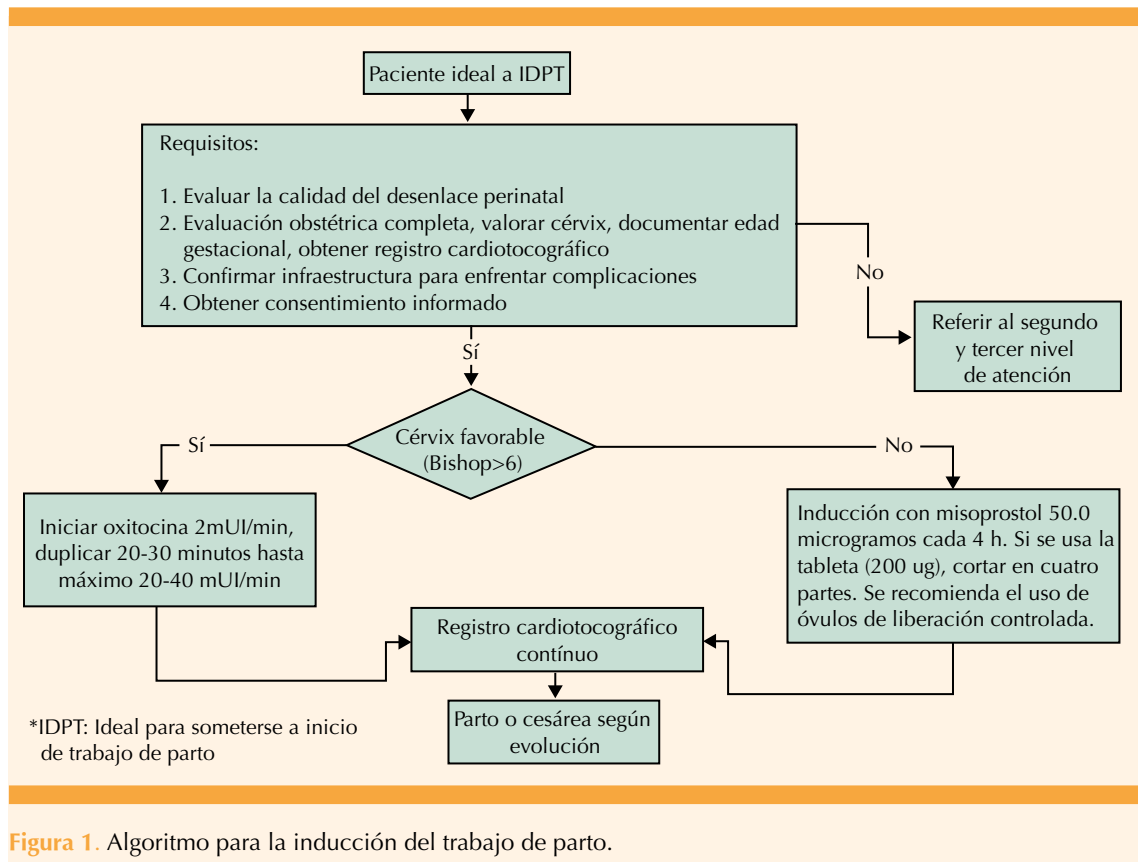 Paciente ideal a IDPT
Requisitos:
1. Evaluar la calidad del desenlace perinatal
2. Evaluación obstétrica completa, valorar cérvix, documentar edad
gestacional, obtener registro cardiotocográfico
3. Confirmar infraestructura para enfrentar complicaciones
4. Obtener consentimiento informado
No
Referir al segundo
y tercer nivel
de atención
Sí
Cérvix favorable
(Bishop>6)
Sí
No
Iniciar oxitocina 2mUI/min,
duplicar 20-30 minutos hasta
máximo 20-40 mUI/min
Inducción con misoprostol 50.0
microgramos cada 4 h. Si se usa la
tableta (200 ug), cortar en cuatro
partes. Se recomienda el uso de
óvulos de liberación controlada.
Registro cardiotocográfico
contínuo
Parto o cesárea según
evolución
*IDPT: Ideal para someterse a inicio
de trabajo de parto
Figura 1. Algoritmo para la inducción del trabajo de parto.